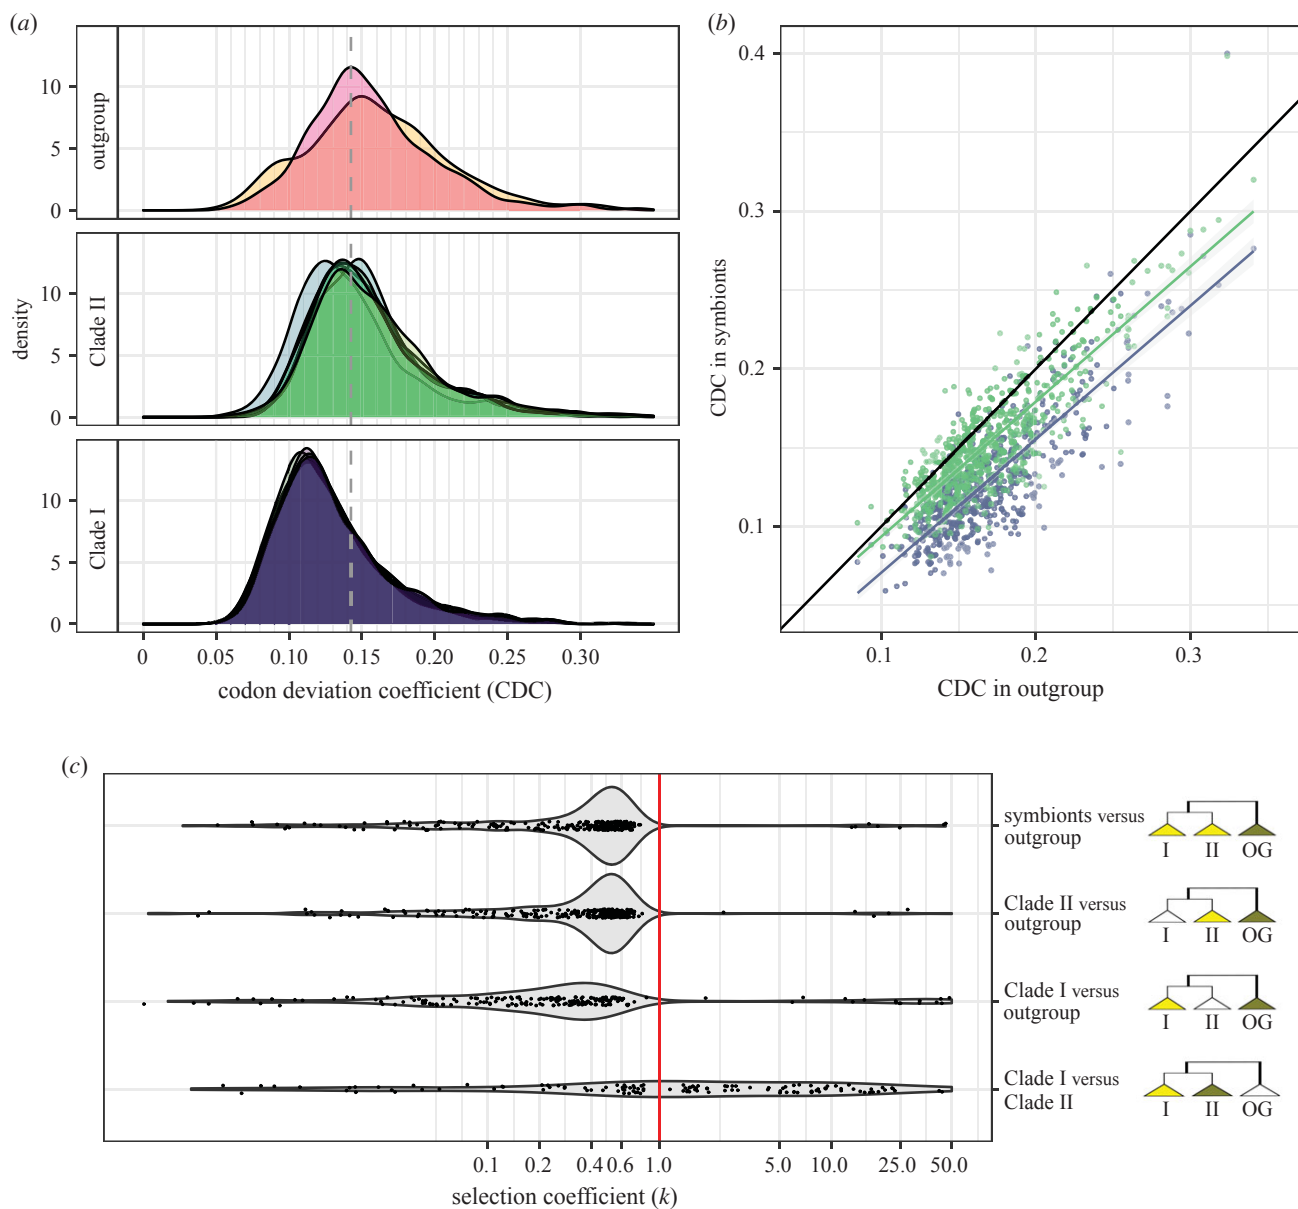 (a)
outgroup
10
5
0
Clade II
10
5
0
Clade I
10
5
0
density
0 0.05 0.10 0.15 0.20 0.25 0.30
codon deviation coefficient (CDC)
(b)
0.4
0.3
0.2
0.1
CDC in symbionts
0.1 0.2 0.3
CDC in outgroup
(c)
symbionts versus
outgroup
I II OG
Clade II versus
outgroup
I II OG
Clade I versus
outgroup
I II OG
Clade I versus
Clade II
I II OG
0.1 0.2 0.4 0.6 1.0 5.0 10.0 25.0 50.0
selection coefficient (k)